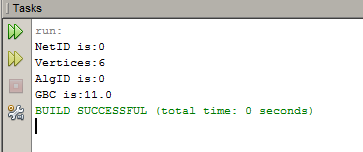 Tasks
run:
NetID is:0
Vertices:6
AlgID is:0
GBC is:11.0
BUILD SUCCESSFUL (total time: 0 seconds)